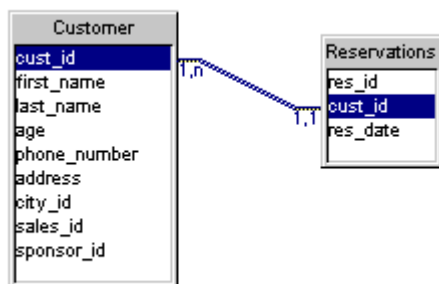 Customer
cust_id
first_name
last_name
age
phone_number
address
city_id
sales_id
sponsor_id
1,n
1,1
Reservations
res_id
cust_id
res_date